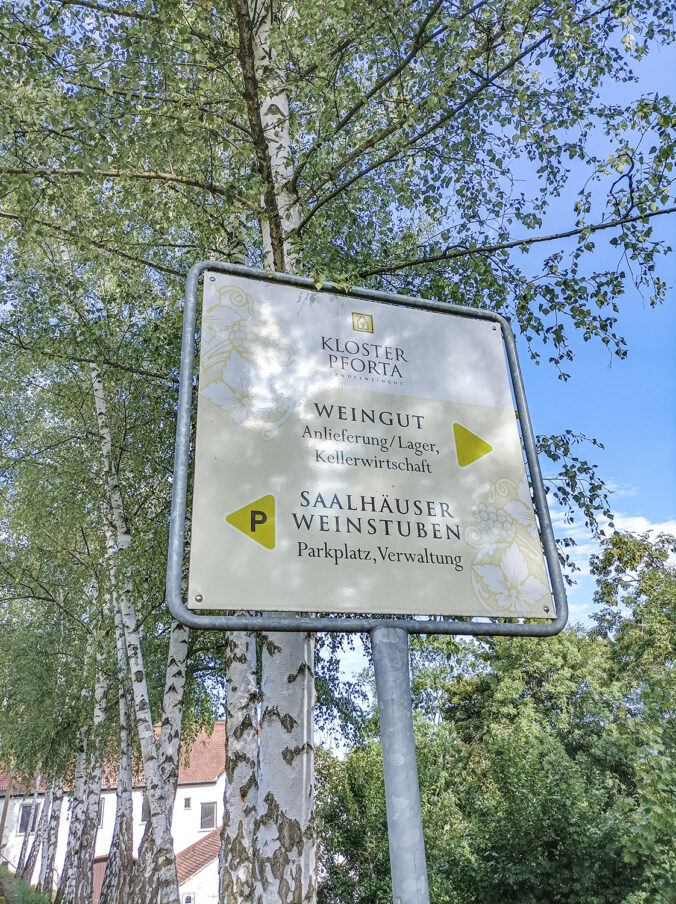 KLOSTER
PFORTA
LANDESWEINGUT
WEINGUT
Anlieferung/Lager,
Kellerwirtschaft
P
SAALHÄUSER
WEINSTUBEN
Parkplatz, Verwaltung